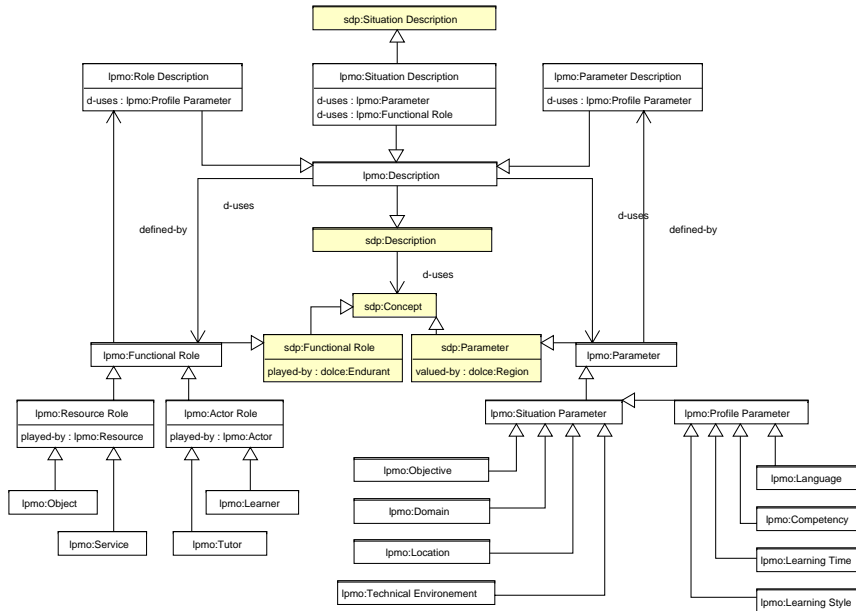 sdp:Situation Description
lpmo:Role Description
d-uses : lpmo:Profile Parameter
lpmo:Situation Description
d-uses : lpmo:Parameter
d-uses : lpmo:Functional Role
lpmo:Parameter Description
d-uses : lpmo:Profile Parameter
lpmo:Description
d-uses
d-uses
defined-by
defined-by
sdp:Description
d-uses
sdp:Concept
lpmo:Functional Role
sdp:Functional Role
played-by : dolce:Endurant
sdp:Parameter
valued-by : dolce:Region
lpmo:Parameter
lpmo:Resource Role
played-by : lpmo:Resource
lpmo:Actor Role
played-by : lpmo:Actor
lpmo:Situation Parameter
lpmo:Profile Parameter
lpmo:Objective
lpmo:Language
lpmo:Object
lpmo:Learner
lpmo:Domain
lpmo:Competency
lpmo:Service
lpmo:Tutor
lpmo:Location
lpmo:Learning Time
lpmo:Technical Environement
lpmo:Learning Style